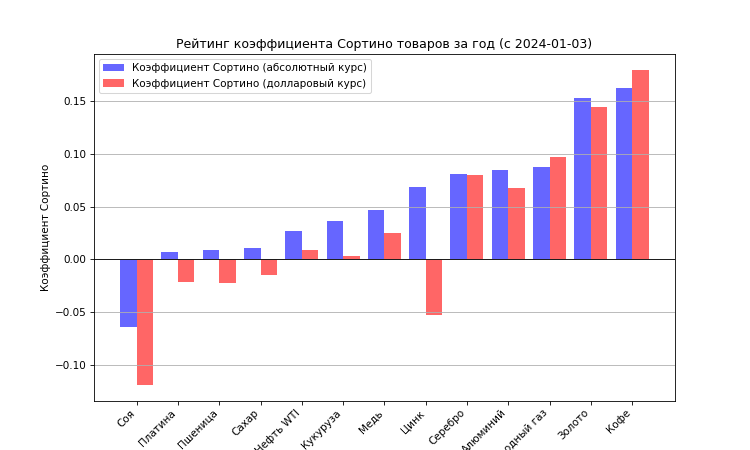 Рейтинг коэффициента Сортино товаров за год (с 2024-01-03)
Коэффициент Сортино (абсолютный курс)
Коэффициент Сортино (долларовый курс)
Коэффициент Сортино
0.15
0.10
0.05
0.00
−0.05
−0.10
Соя
Платина
Пшеница
Сахар
Нефть WTI
Кукуруза
Медь
Цинк
Серебро
Алюминий
газ
Золото
Кофе